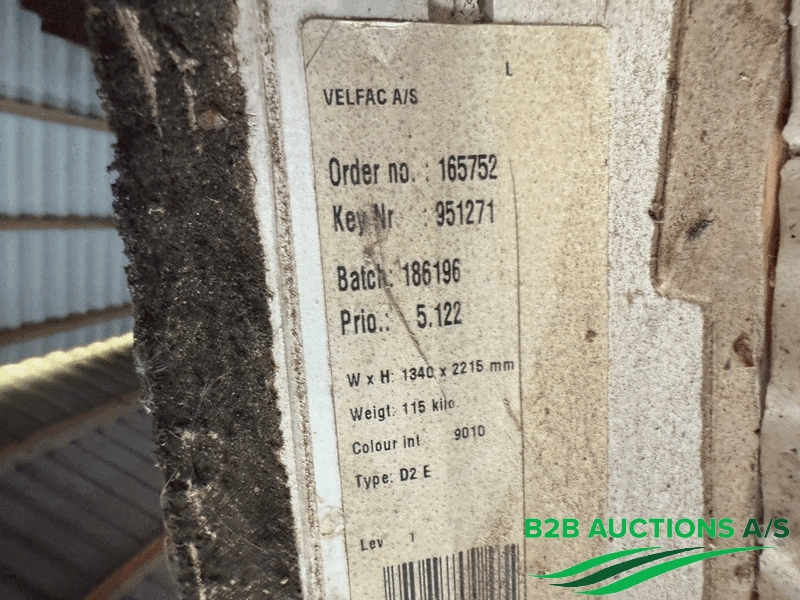 L
VELFAC A/S
Order no. : 165752
Key Nr : 951271
Batch: 186196
Prio.: 5.122
W x H: 1340 x 2215 mm
Weigt: 115 kilo
Colour int 9010
Type: D2 E
Lev : 1
B2B AUCTIONS A/S